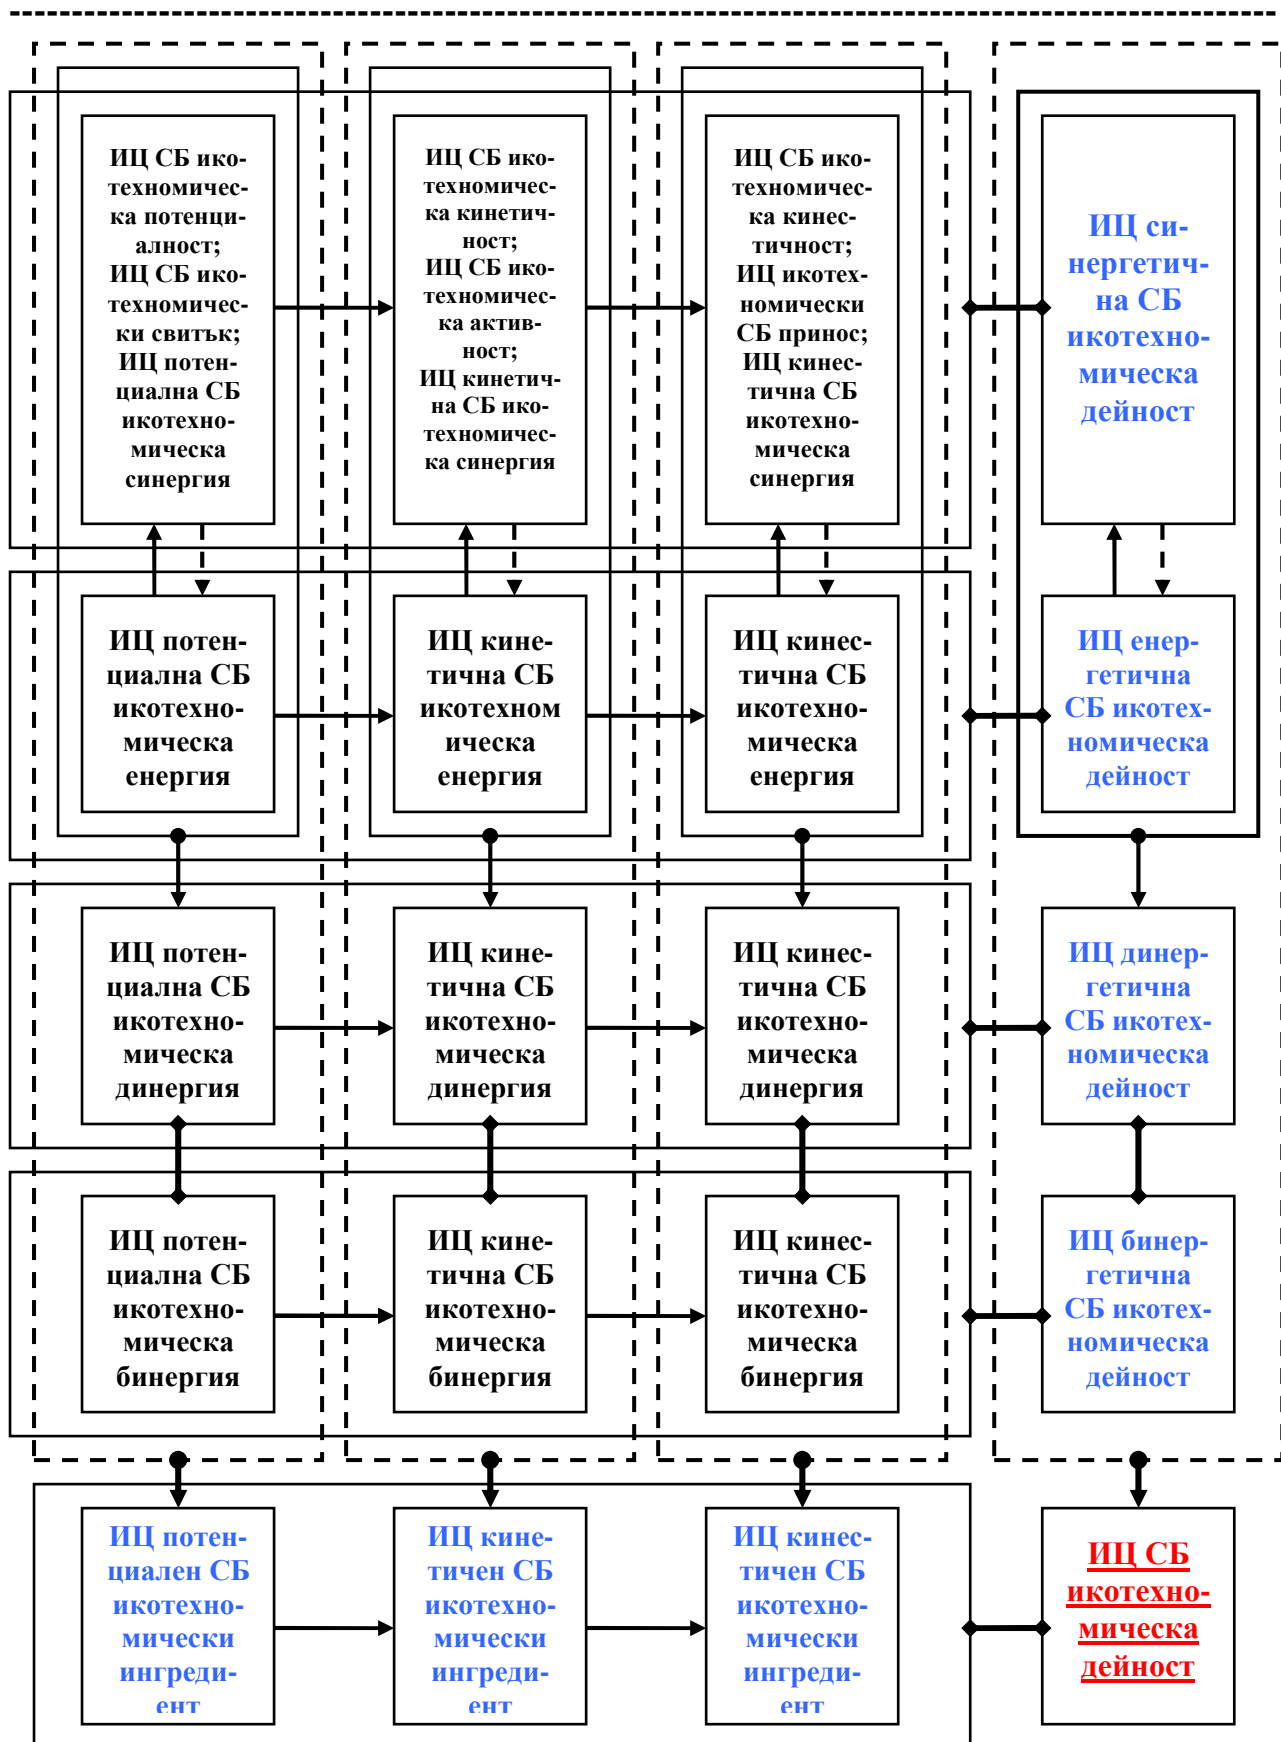 ИЦ СБ ико-
техномичес-
ка потенци-
алност;
ИЦ СБ ико-
техномичес-
ки свитък;
ИЦ потен-
циална СБ
икотехно-
мическа
синергия
ИЦ СБ ико-
техномичес-
ка кинетич-
ност;
ИЦ СБ ико-
техномичес-
ка актив-
ност;
ИЦ кинетич-
на СБ ико-
техномичес-
ка синергия
ИЦ СБ ико-
техномичес-
ка кинес-
тичност;
ИЦ икотех-
номически
СБ принос;
ИЦ кинес-
тична СБ
икотехно-
мическа
синергия
ИЦ си-
нергетич-
на СБ
икотехно-
мическа
дейност
ИЦ потен-
циална СБ
икотехно-
мическа
енергия
ИЦ кине-
тична СБ
икотехном
ическа
енергия
ИЦ кинес-
тична СБ
икотехно-
мическа
енергия
ИЦ енер-
гетична
СБ икотех-
номическа
дейност
ИЦ потен-
циална СБ
икотехно-
мическа
динергия
ИЦ кине-
тична СБ
икотехно-
мическа
динергия
ИЦ кинес-
тична СБ
икотехно-
мическа
динергия
ИЦ динер-
гетична
СБ икотех-
номическа
дейност
ИЦ потен-
циална СБ
икотехно-
мическа
бинергия
ИЦ кине-
тична СБ
икотехно-
мическа
бинергия
ИЦ кинес-
тична СБ
икотехно-
мическа
бинергия
ИЦ бинер-
гетична
СБ икотех-
номическа
дейност
ИЦ потен-
циален СБ
икотехно-
мически
ингреди-
ент
ИЦ кине-
тичен СБ
икотехно-
мически
ингреди-
ент
ИЦ кинес-
тичен СБ
икотехно-
мически
ингреди-
ент
ИЦ СБ
икотехно-
мическа
дейност